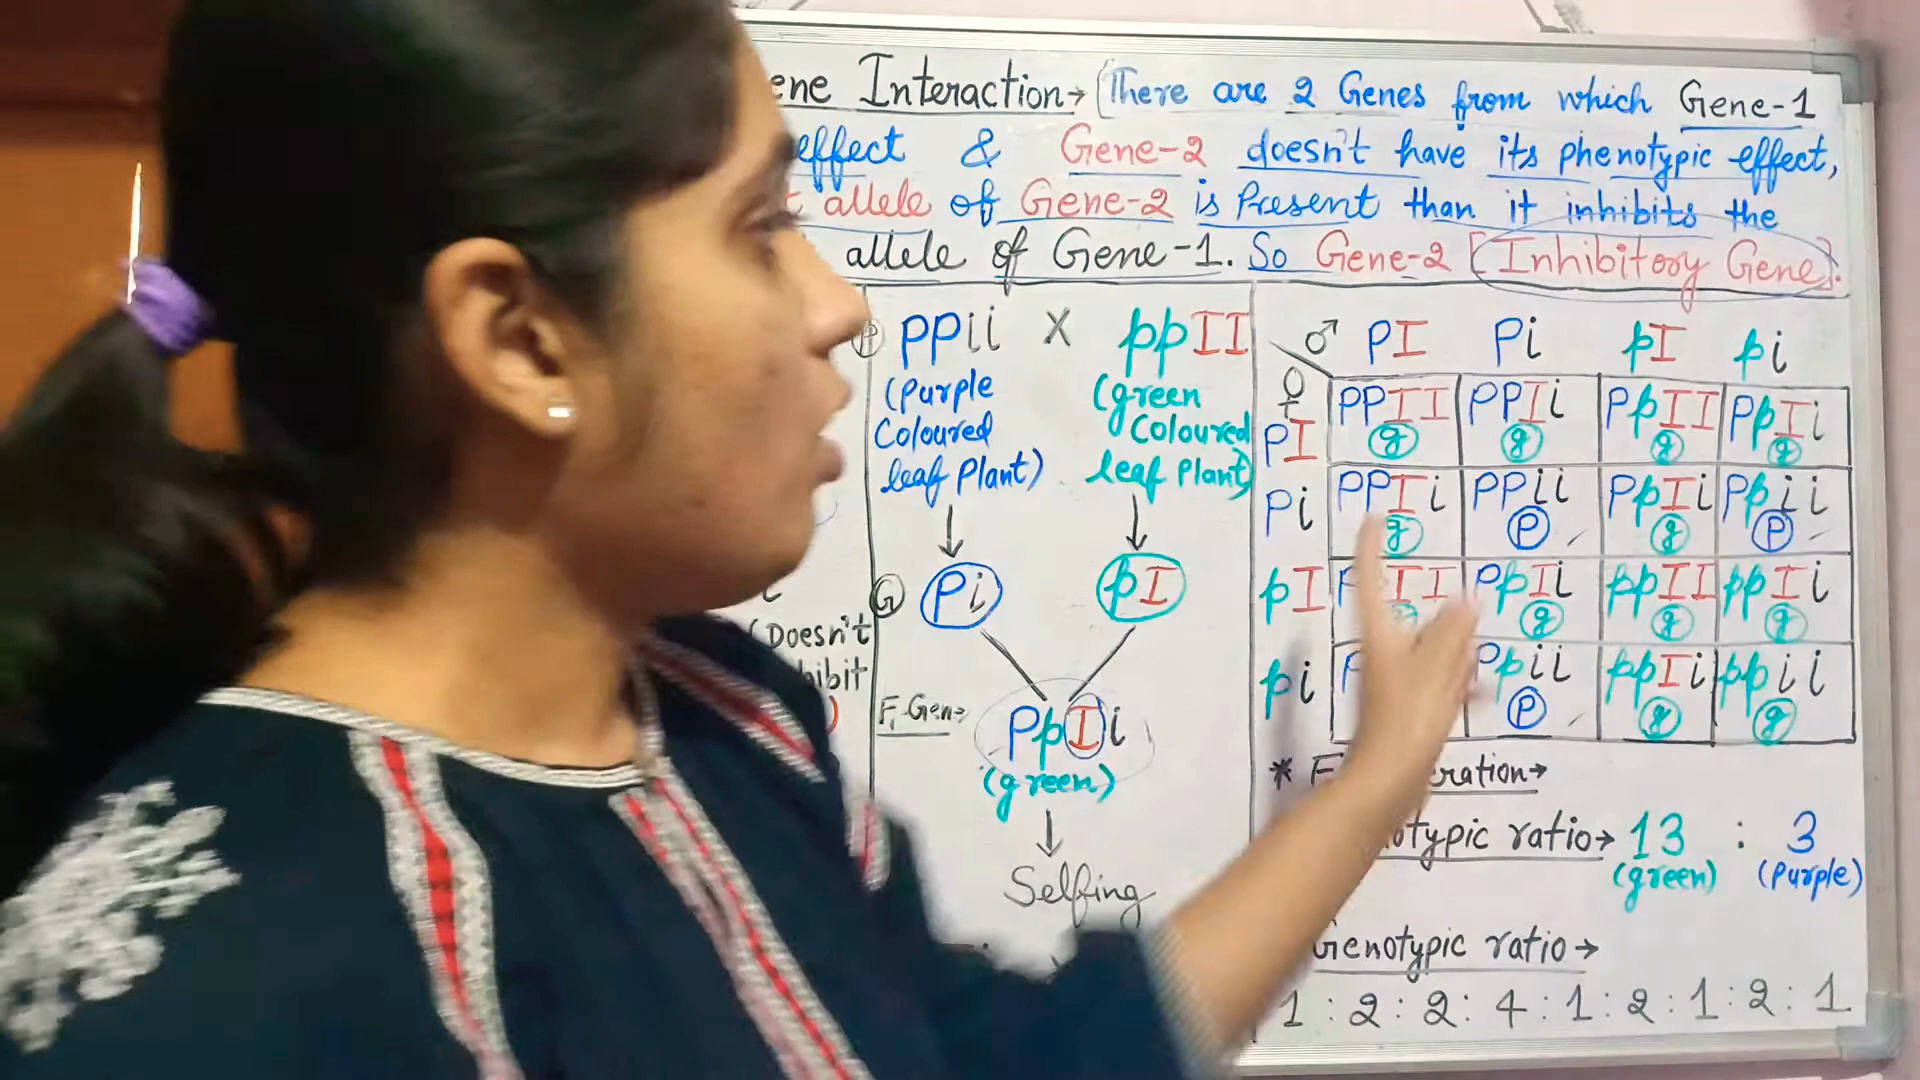 ene Interaction→ (There are 2 Genes from which Gene-1
effect & Gene-2 doesn't have its phenotypic effect,
allele of Gene-2 is Present than it inhibits the
allele of Gene-1. So Gene-2 [Inhibitory Gene].
P PPii X ppII
(Purple Coloured leaf Plant)
(green Coloured leaf Plant)
G Pi pI
(Doesn't
hibit
)
F1 Gen→
PpIi
(green)
Selfing
♂ PI Pi pI pi
♀
PI PPII PPIi PpII PpIi
g g g g
Pi PPIi PPii PpIi Ppii
g P g P
pI PpII PpIi ppII ppIi
g g g g
pi P Ppii ppIi ppii
P g g
* F eration→
otypic ratio→ 13 : 3
(green) (Purple)
Genotypic ratio→
1 : 2 : 2 : 4 : 1 : 2 : 1 : 2 : 1